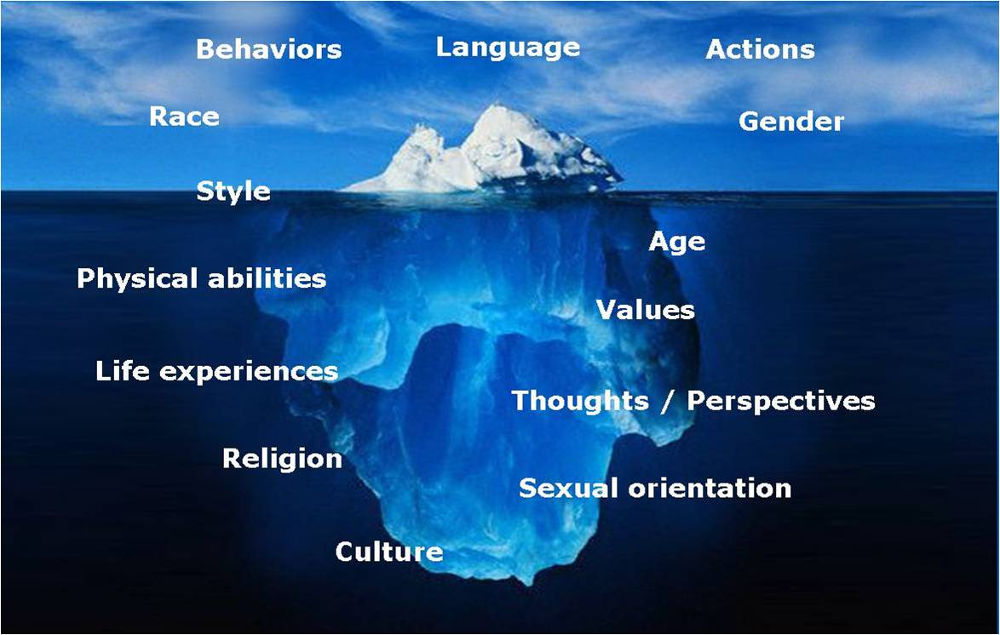 Behaviors
Language
Actions
Race
Gender
Style
Age
Physical abilities
Values
Life experiences
Thoughts / Perspectives
Religion
Sexual orientation
Culture